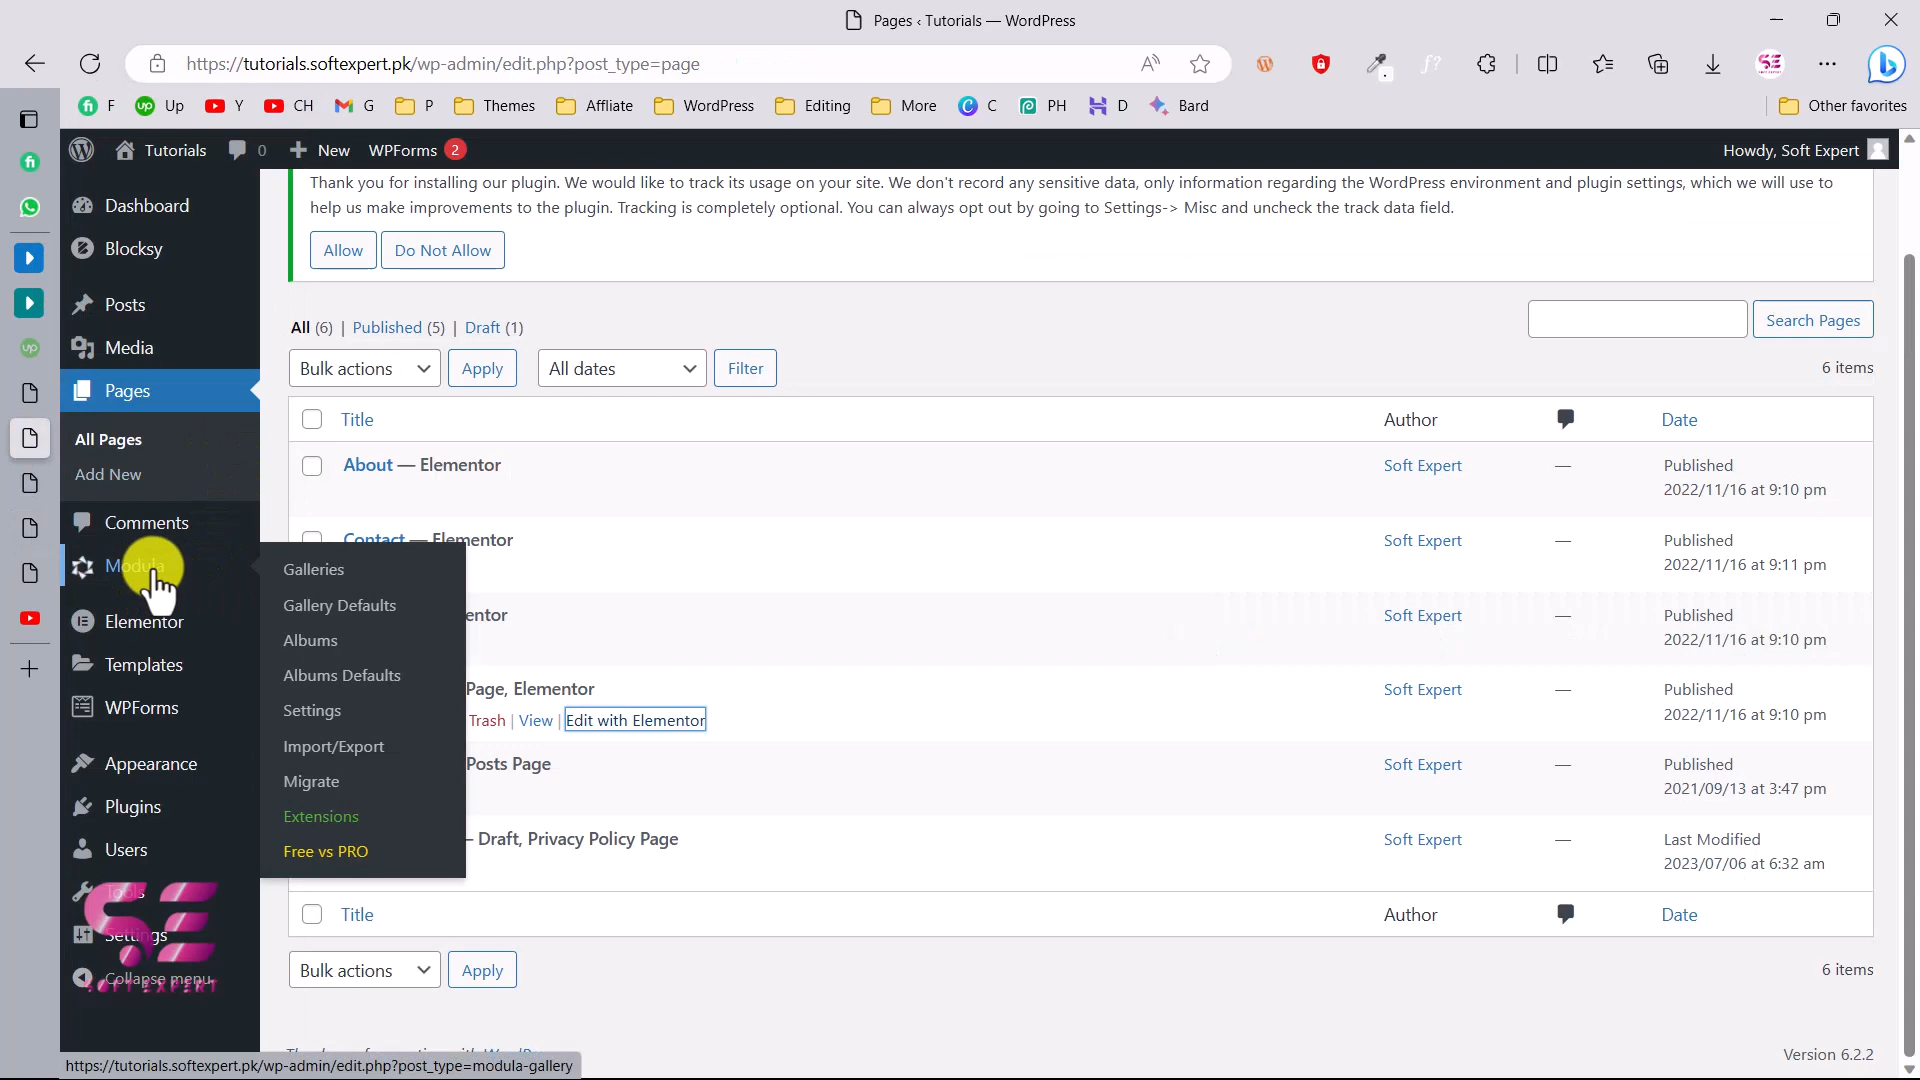 Pages ‹ Tutorials — WordPress
https://tutorials.softexpert.pk/wp-admin/edit.php?post_type=page
F Up Y CH G P Themes Affliate WordPress Editing More C PH D Bard Other favorites
Tutorials 0 New WPForms 2 Howdy, Soft Expert
Thank you for installing our plugin. We would like to track its usage on your site. We don't record any sensitive data, only information regarding the WordPress environment and plugin settings, which we will use to
help us make improvements to the plugin. Tracking is completely optional. You can always opt out by going to Settings-> Misc and uncheck the track data field.
Allow Do Not Allow
Dashboard
Blocksy
Posts
Media
Pages
All Pages
Add New
Comments
Modula
Elementor
Templates
WPForms
Appearance
Plugins
Users
Tools
Settings
Collapse menu
SE
SOFT EXPERT
Galleries
Gallery Defaults
Albums
Albums Defaults
Settings
Import/Export
Migrate
Extensions
Free vs PRO
All (6) | Published (5) | Draft (1)
Search Pages
Bulk actions Apply All dates Filter 6 items
Title Author Date
About — Elementor Soft Expert — Published
2022/11/16 at 9:10 pm
Contact — Elementor Soft Expert — Published
2022/11/16 at 9:11 pm
entor Soft Expert — Published
2022/11/16 at 9:10 pm
Page, Elementor Soft Expert — Published
Trash | View | Edit with Elementor 2022/11/16 at 9:10 pm
Posts Page Soft Expert — Published
2021/09/13 at 3:47 pm
– Draft, Privacy Policy Page Soft Expert — Last Modified
2023/07/06 at 6:32 am
Title Author Date
Bulk actions Apply 6 items
Version 6.2.2
https://tutorials.softexpert.pk/wp-admin/edit.php?post_type=modula-gallery